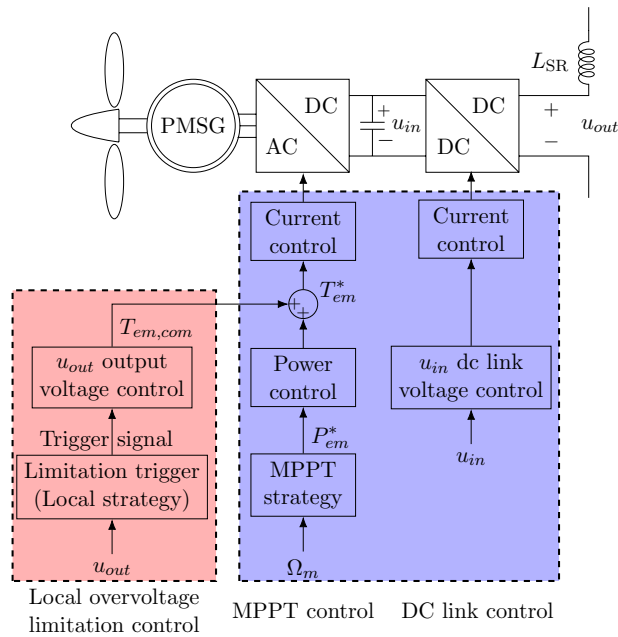 L_SR
PMSG
DC
AC
+
−
u_in
DC
DC
+
−
u_out
Current
control
Current
control
T*_em
+
+
T_em,com
u_out output
voltage control
Power
control
u_in dc link
voltage control
Trigger signal
P*_em
u_in
Limitation trigger
(Local strategy)
MPPT
strategy
u_out
Ω_m
Local overvoltage
limitation control
MPPT control
DC link control